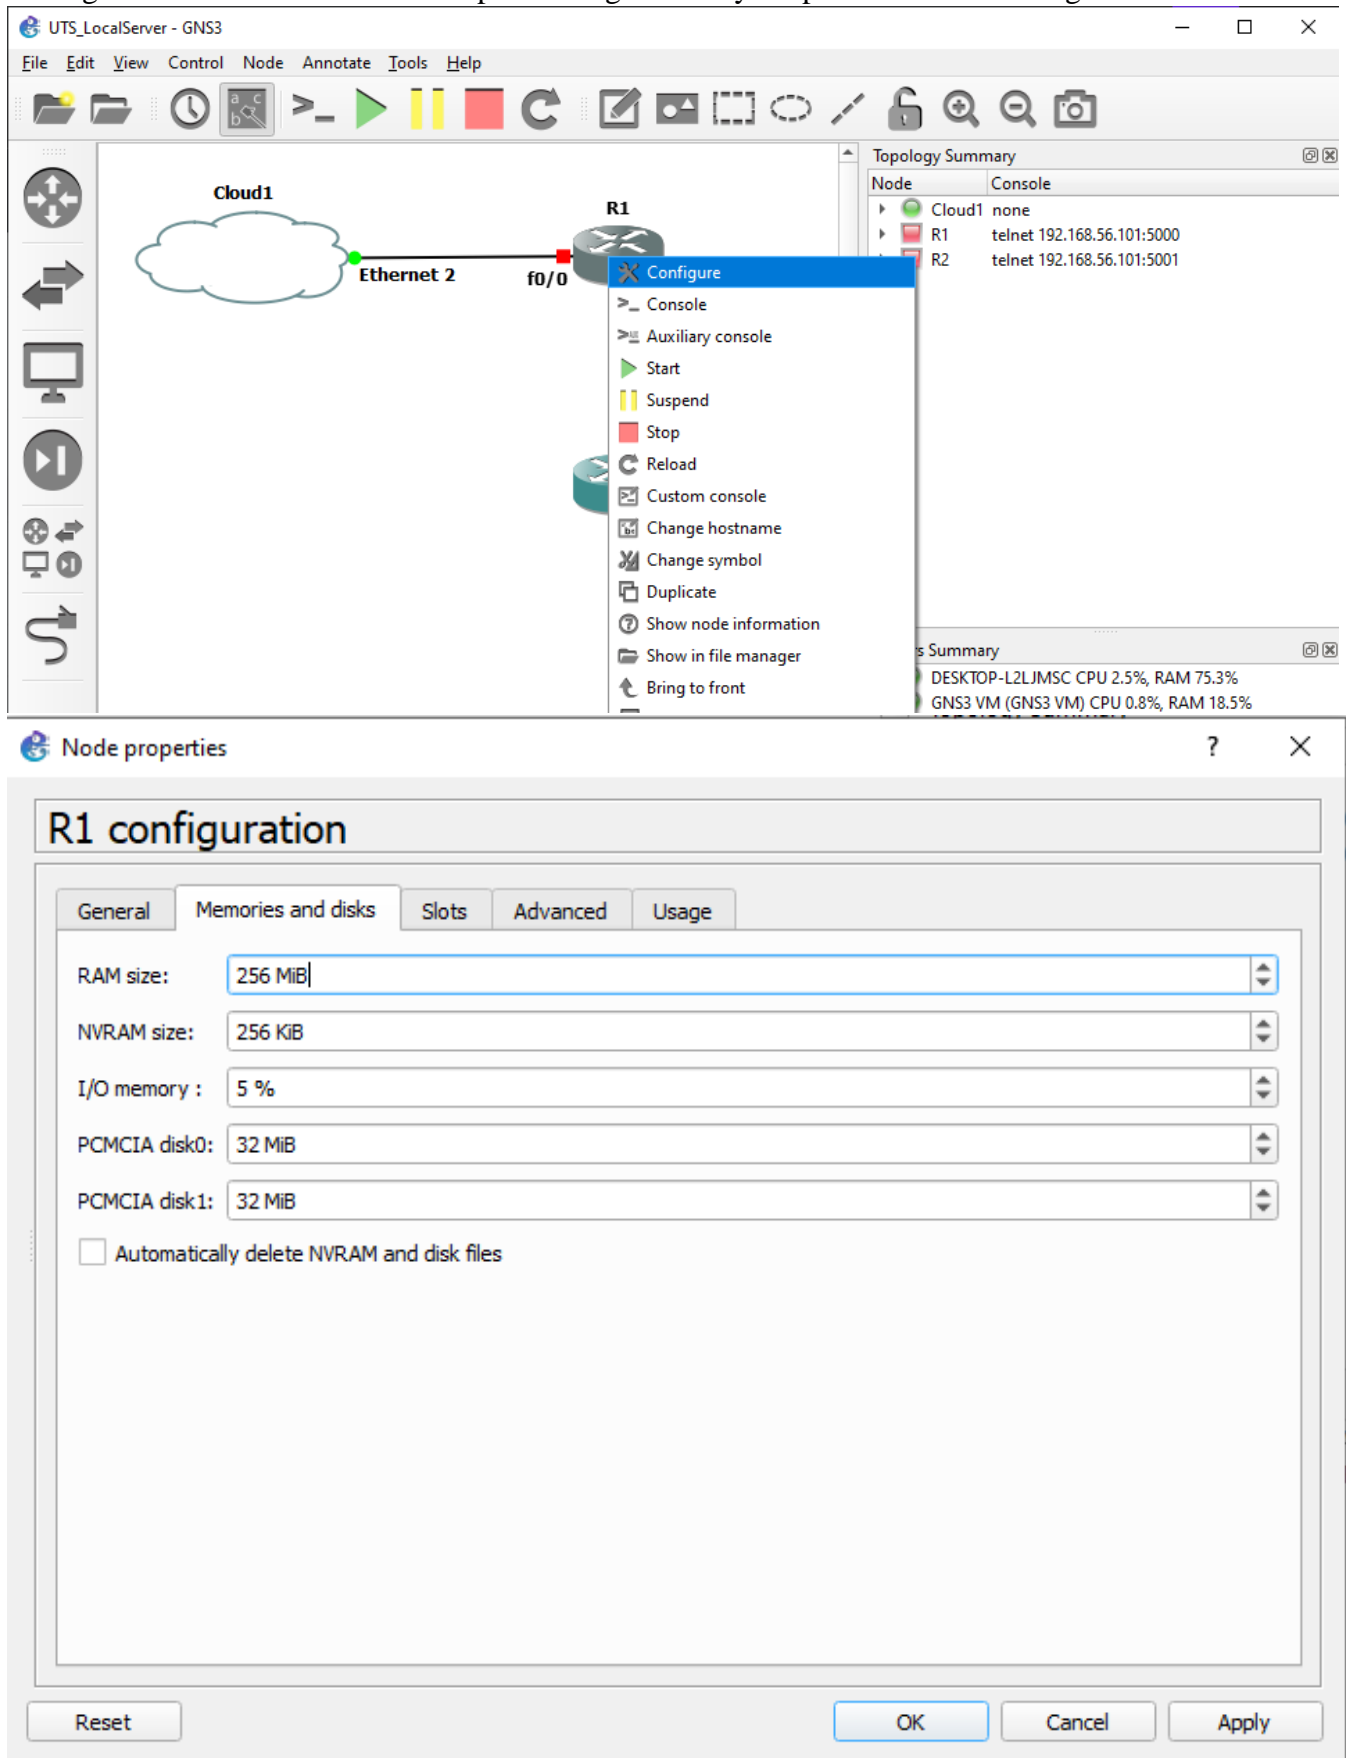 UTS_LocalServer - GNS3
File Edit View Control Node Annotate Tools Help
Topology Summary
Node Console
Cloud1 none
R1 telnet 192.168.56.101:5000
R2 telnet 192.168.56.101:5001
Cloud1
R1
Ethernet 2
f0/0
Configure
Console
Auxiliary console
Start
Suspend
Stop
Reload
Custom console
Change hostname
Change symbol
Duplicate
Show node information
Show in file manager
Bring to front
s Summary
DESKTOP-L2LJMSC CPU 2.5%, RAM 75.3%
GNS3 VM (GNS3 VM) CPU 0.8%, RAM 18.5%
Node properties
R1 configuration
General Memories and disks Slots Advanced Usage
RAM size: 256 MiB
NVRAM size: 256 KiB
I/O memory : 5 %
PCMCIA disk0: 32 MiB
PCMCIA disk1: 32 MiB
Automatically delete NVRAM and disk files
Reset OK Cancel Apply